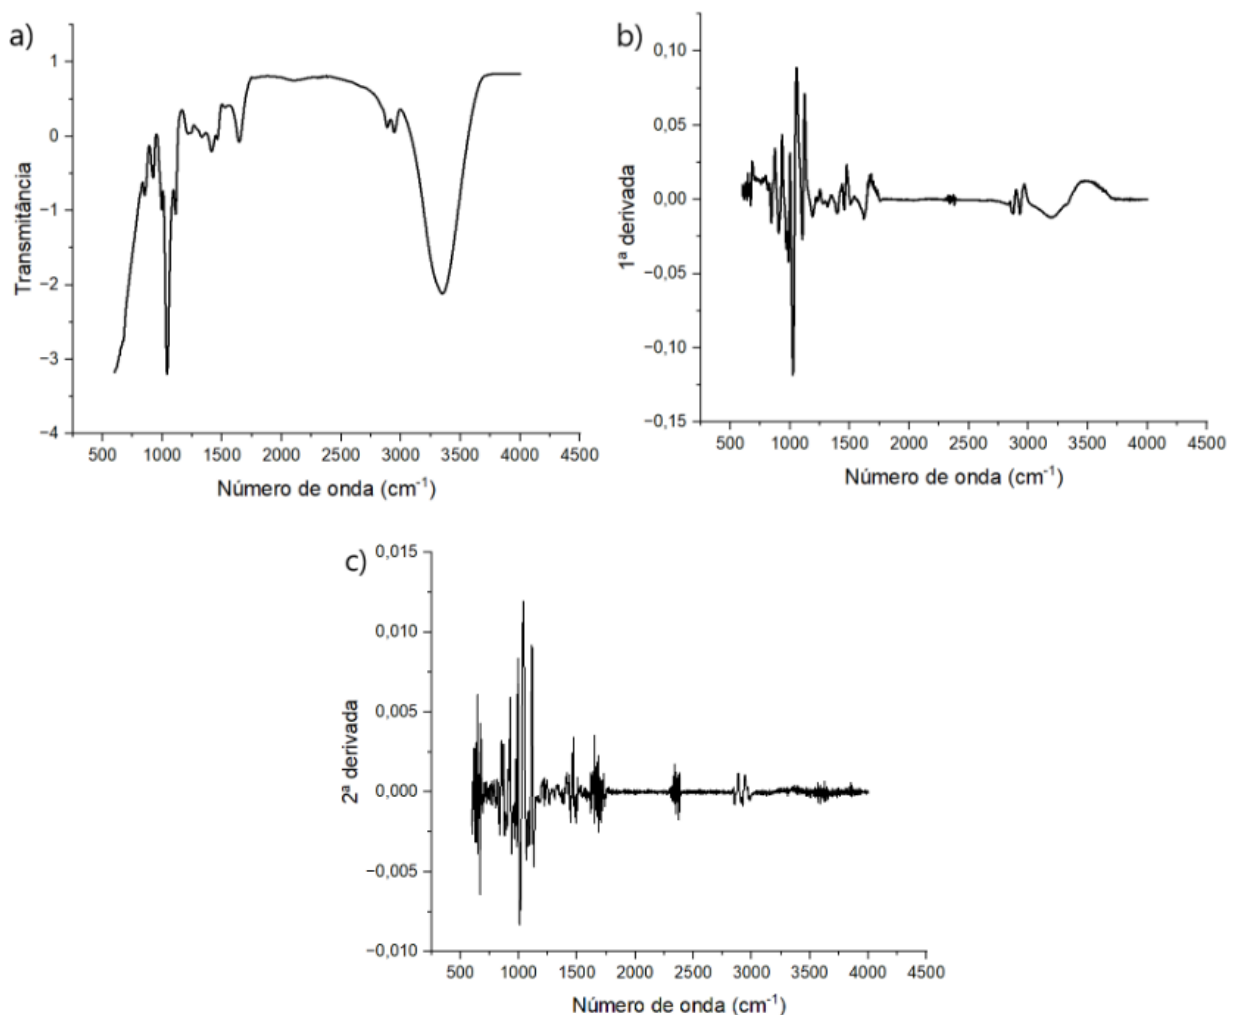 a)
Transmitância
1
0
−1
−2
−3
−4
500 1000 1500 2000 2500 3000 3500 4000 4500
Número de onda (cm⁻¹)
b)
1ª derivada
0,10
0,05
0,00
−0,05
−0,10
−0,15
500 1000 1500 2000 2500 3000 3500 4000 4500
Número de onda (cm⁻¹)
c)
2ª derivada
0,015
0,010
0,005
0,000
−0,005
−0,010
500 1000 1500 2000 2500 3000 3500 4000 4500
Número de onda (cm⁻¹)